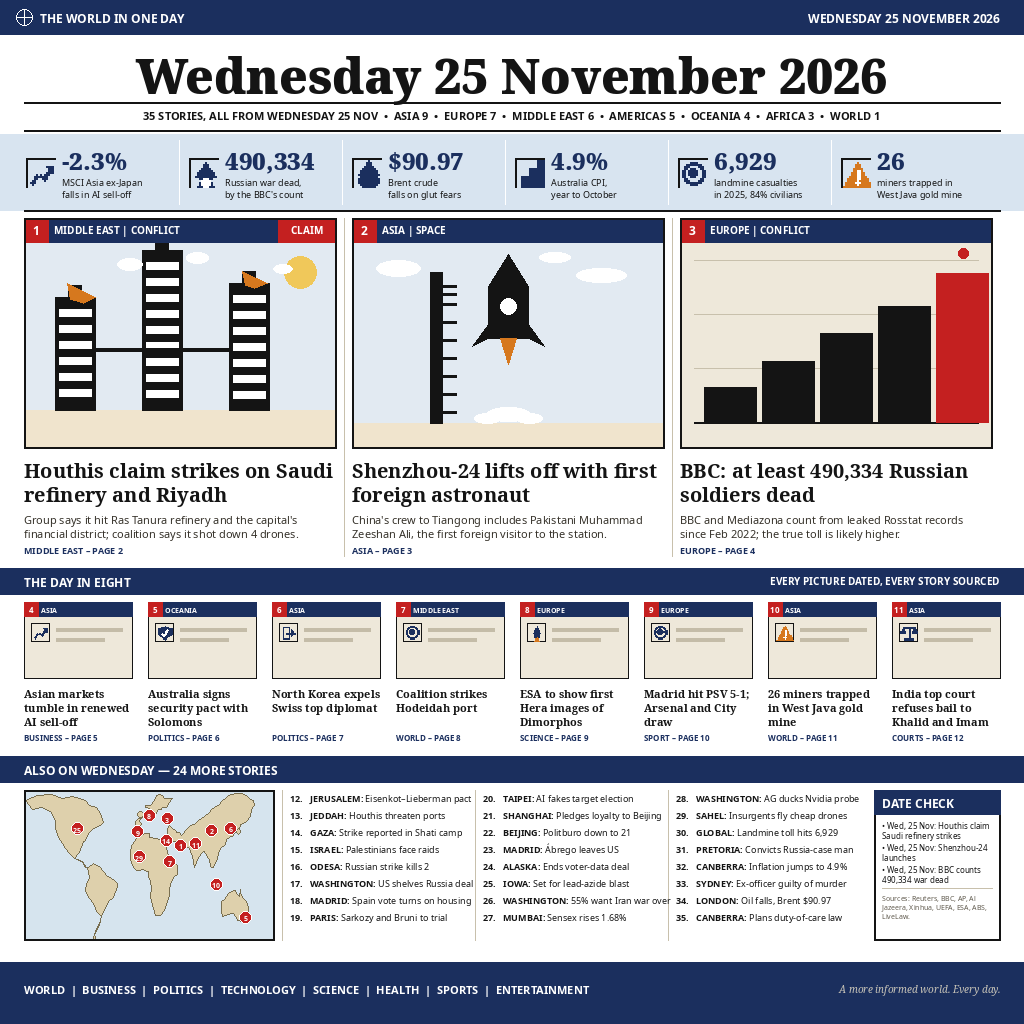 THE WORLD IN ONE DAY
WEDNESDAY 25 NOVEMBER 2026
Wednesday 25 November 2026
35 STORIES, ALL FROM WEDNESDAY 25 NOV • ASIA 9 • EUROPE 7 • MIDDLE EAST 6 • AMERICAS 5 • OCEANIA 4 • AFRICA 3 • WORLD 1
-2.3%
MSCI Asia ex-Japan
falls in AI sell-off
490,334
Russian war dead,
by the BBC's count
$90.97
Brent crude
falls on glut fears
4.9%
Australia CPI,
year to October
6,929
landmine casualties
in 2025, 84% civilians
26
miners trapped in
West Java gold mine
1 MIDDLE EAST | CONFLICT CLAIM
Houthis claim strikes on Saudi
refinery and Riyadh
Group says it hit Ras Tanura refinery and the capital's
financial district; coalition says it shot down 4 drones.
MIDDLE EAST – PAGE 2
2 ASIA | SPACE
Shenzhou-24 lifts off with first
foreign astronaut
China's crew to Tiangong includes Pakistani Muhammad
Zeeshan Ali, the first foreign visitor to the station.
ASIA – PAGE 3
3 EUROPE | CONFLICT
BBC: at least 490,334 Russian
soldiers dead
BBC and Mediazona count from leaked Rosstat records
since Feb 2022; the true toll is likely higher.
EUROPE – PAGE 4
THE DAY IN EIGHT
EVERY PICTURE DATED, EVERY STORY SOURCED
4 ASIA
Asian markets
tumble in renewed
AI sell-off
BUSINESS – PAGE 5
5 OCEANIA
Australia signs
security pact with
Solomons
POLITICS – PAGE 6
6 ASIA
North Korea expels
Swiss top diplomat
POLITICS – PAGE 7
7 MIDDLE EAST
Coalition strikes
Hodeidah port
WORLD – PAGE 8
8 EUROPE
ESA to show first
Hera images of
Dimorphos
SCIENCE – PAGE 9
9 EUROPE
Madrid hit PSV 5-1;
Arsenal and City
draw
SPORT – PAGE 10
10 ASIA
26 miners trapped
in West Java gold
mine
WORLD – PAGE 11
11 ASIA
India top court
refuses bail to
Khalid and Imam
COURTS – PAGE 12
ALSO ON WEDNESDAY — 24 MORE STORIES
25
8
3
9
14
1
11
2
6
29
7
10
5
12. JERUSALEM: Eisenkot–Lieberman pact
13. JEDDAH: Houthis threaten ports
14. GAZA: Strike reported in Shati camp
15. ISRAEL: Palestinians face raids
16. ODESA: Russian strike kills 2
17. WASHINGTON: US shelves Russia deal
18. MADRID: Spain vote turns on housing
19. PARIS: Sarkozy and Bruni to trial
20. TAIPEI: AI fakes target election
21. SHANGHAI: Pledges loyalty to Beijing
22. BEIJING: Politburo down to 21
23. MADRID: Ábrego leaves US
24. ALASKA: Ends voter-data deal
25. IOWA: Set for lead-azide blast
26. WASHINGTON: 55% want Iran war over
27. MUMBAI: Sensex rises 1.68%
28. WASHINGTON: AG ducks Nvidia probe
29. SAHEL: Insurgents fly cheap drones
30. GLOBAL: Landmine toll hits 6,929
31. PRETORIA: Convicts Russia-case man
32. CANBERRA: Inflation jumps to 4.9%
33. SYDNEY: Ex-officer guilty of murder
34. LONDON: Oil falls, Brent $90.97
35. CANBERRA: Plans duty-of-care law
DATE CHECK
• Wed, 25 Nov: Houthis claim
Saudi refinery strikes
• Wed, 25 Nov: Shenzhou-24
launches
• Wed, 25 Nov: BBC counts
490,334 war dead
Sources: Reuters, BBC, AP, Al
Jazeera, Xinhua, UEFA, ESA, ABS,
LiveLaw.
WORLD | BUSINESS | POLITICS | TECHNOLOGY | SCIENCE | HEALTH | SPORTS | ENTERTAINMENT
A more informed world. Every day.